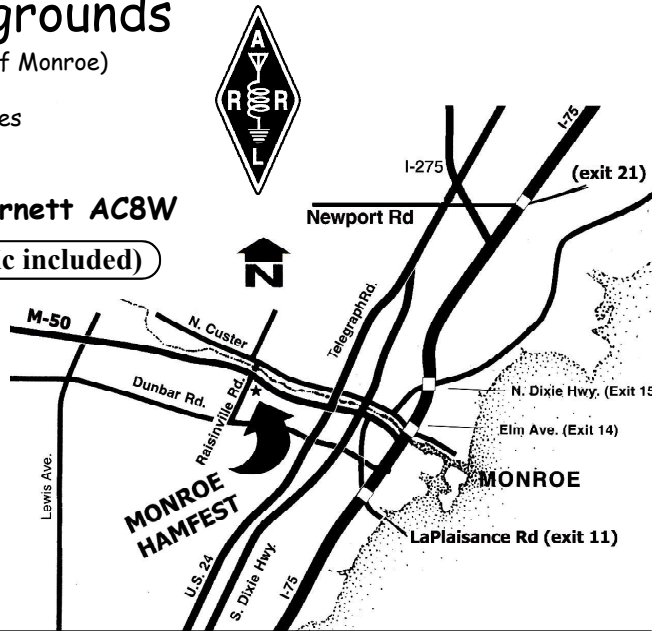 grounds
f Monroe)
es
rnett AC8W
c included)
A
R R
L
I-75
I-275
(exit 21)
Newport Rd
N
Telegraph Rd.
M-50
N. Custer
Dunbar Rd.
Raisinville Rd.
N. Dixie Hwy. (Exit 15
Elm Ave. (Exit 14)
MONROE
MONROE
HAMFEST
Lewis Ave.
LaPlaisance Rd (exit 11)
U.S. 24
S. Dixie Hwy.
I-75